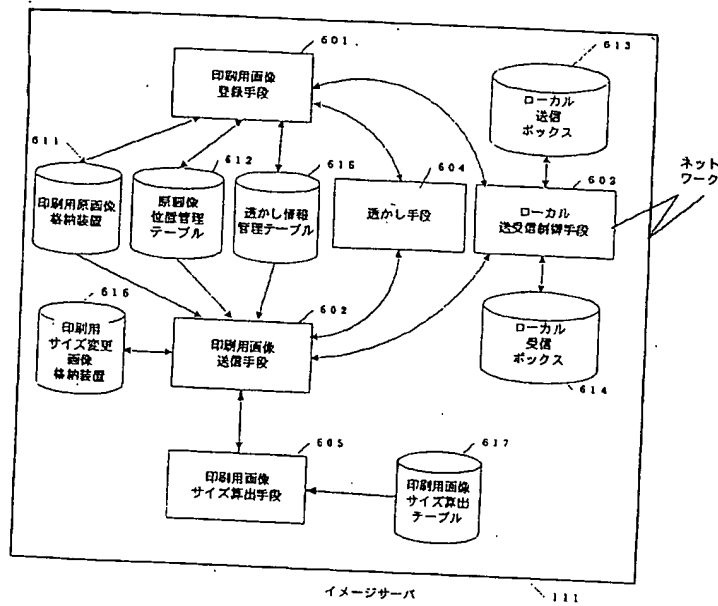 601
印刷用画像
登録手段
613
ローカル
送信
ボックス
611
印刷用原画像
格納装置
612
原画像
位置管理
テーブル
615
透かし情報
管理テーブル
604
透かし手段
603
ローカル
送受信制御手段
ネット
ワーク
616
印刷用
サイズ変更
画像
格納装置
602
印刷用画像
送信手段
ローカル
受信
ボックス
614
605
印刷用画像
サイズ算出手段
617
印刷用画像
サイズ算出
テーブル
イメージサーバ
111